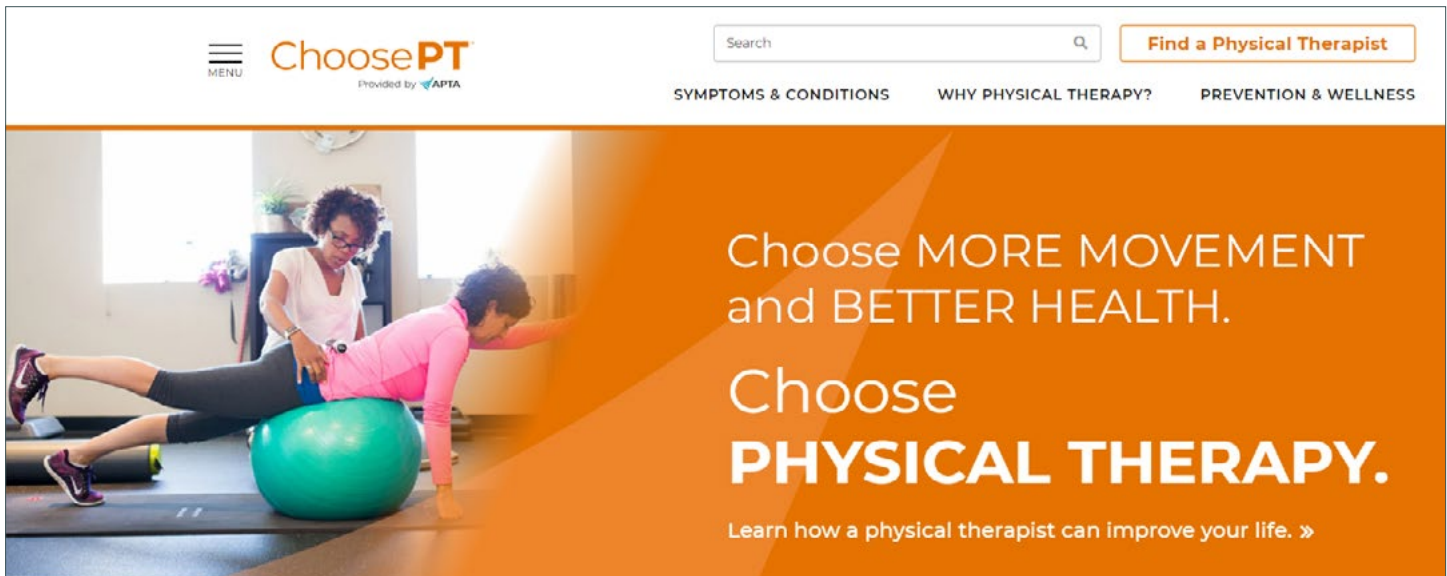 MENU
ChoosePT
Provided by APTA
Search
Find a Physical Therapist
SYMPTOMS & CONDITIONS
WHY PHYSICAL THERAPY?
PREVENTION & WELLNESS
Choose MORE MOVEMENT
and BETTER HEALTH.
Choose
PHYSICAL THERAPY.
Learn how a physical therapist can improve your life. »